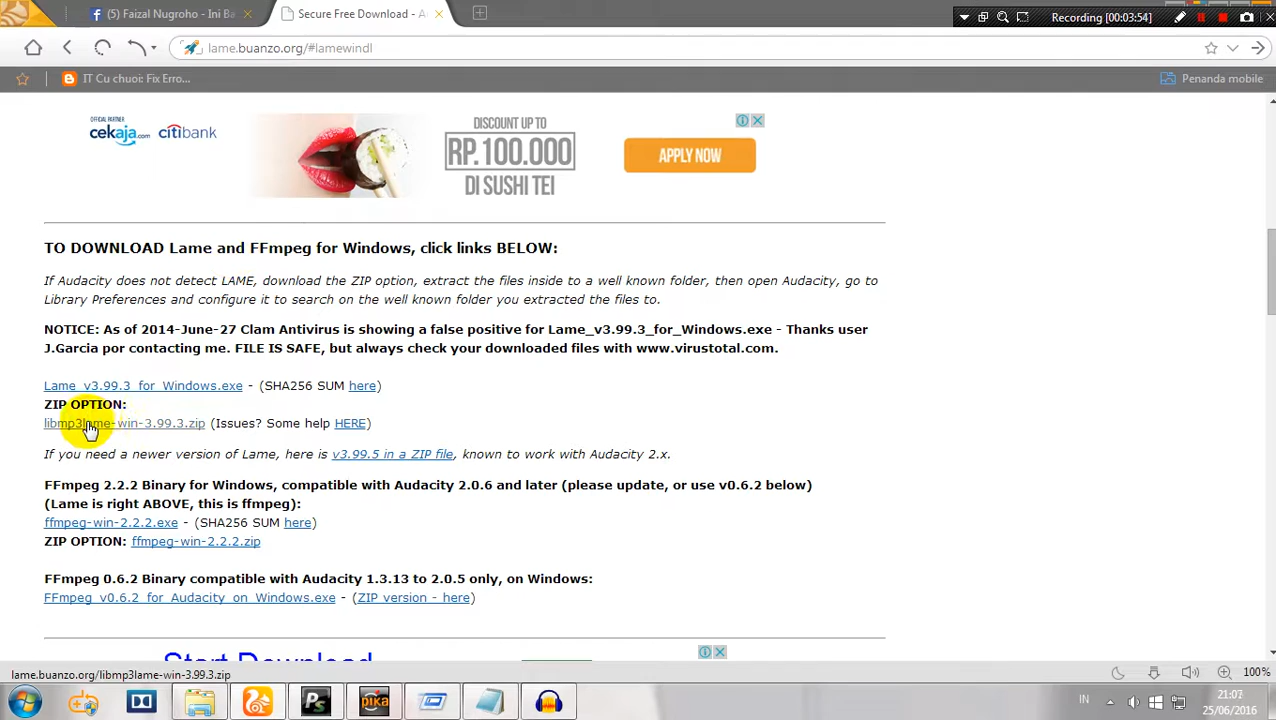 (5) Faizal Nugroho - Ini Ba
Secure Free Download - A
Recording [00:03:54]
lame.buanzo.org/#lamewindl
IT Cu chuoi: Fix Erro...
Penanda mobile
OFFICIAL PARTNER
cekaja.com citibank
DISCOUNT UP TO
RP.100.000
DI SUSHI TEI
APPLY NOW
TO DOWNLOAD Lame and FFmpeg for Windows, click links BELOW:
If Audacity does not detect LAME, download the ZIP option, extract the files inside to a well known folder, then open Audacity, go to
Library Preferences and configure it to search on the well known folder you extracted the files to.
NOTICE: As of 2014-June-27 Clam Antivirus is showing a false positive for Lame_v3.99.3_for_Windows.exe - Thanks user
J.Garcia por contacting me. FILE IS SAFE, but always check your downloaded files with www.virustotal.com.
Lame_v3.99.3_for_Windows.exe - (SHA256 SUM here)
ZIP OPTION:
libmp3lame-win-3.99.3.zip (Issues? Some help HERE)
If you need a newer version of Lame, here is v3.99.5 in a ZIP file, known to work with Audacity 2.x.
FFmpeg 2.2.2 Binary for Windows, compatible with Audacity 2.0.6 and later (please update, or use v0.6.2 below)
(Lame is right ABOVE, this is ffmpeg):
ffmpeg-win-2.2.2.exe - (SHA256 SUM here)
ZIP OPTION: ffmpeg-win-2.2.2.zip
FFmpeg 0.6.2 Binary compatible with Audacity 1.3.13 to 2.0.5 only, on Windows:
FFmpeg_v0.6.2_for_Audacity_on_Windows.exe - (ZIP version - here)
Start Download
lame.buanzo.org/libmp3lame-win-3.99.3.zip
100%
Ps
pika
IN
21:07
25/06/2016